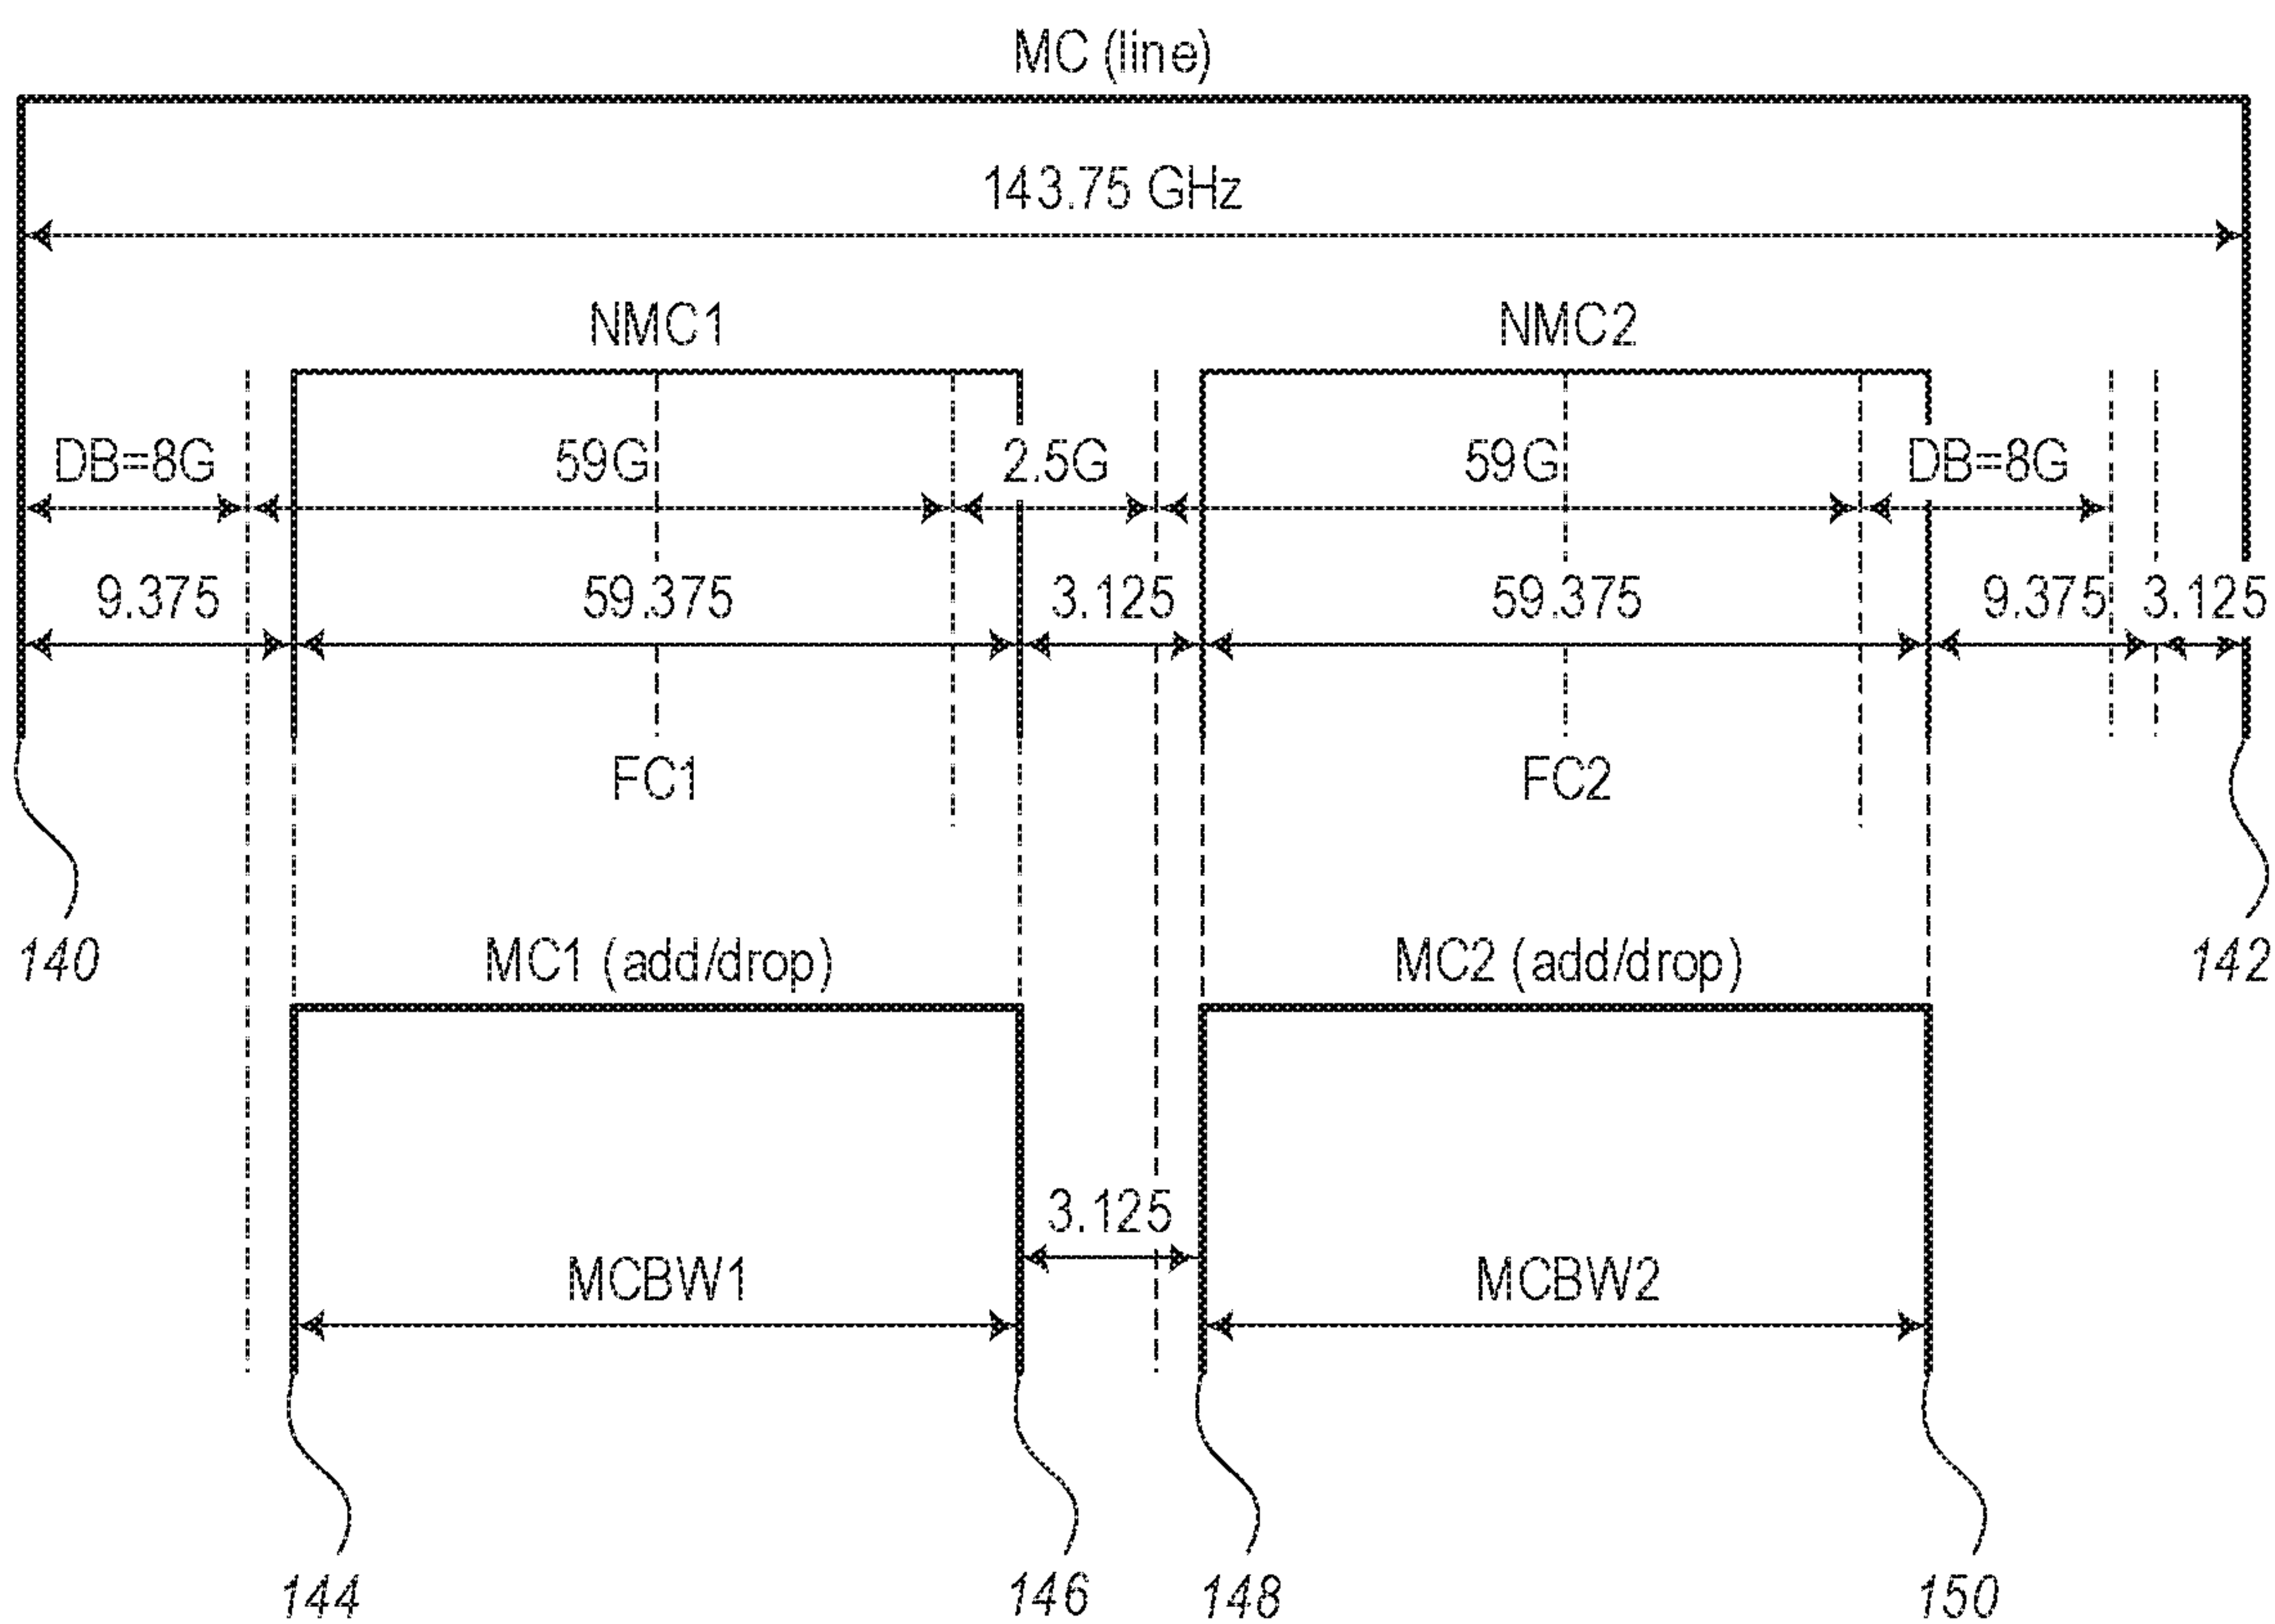 MC (line)
143.75 GHz
NMC1 NMC2
DB=8G 59G 2.5G 59G DB=8G
9.375 59.375 3.125 59.375 9.375 3.125
FC1 FC2
140 142
MC1 (add/drop) MC2 (add/drop)
3.125
MCBW1 MCBW2
144 146 148 150